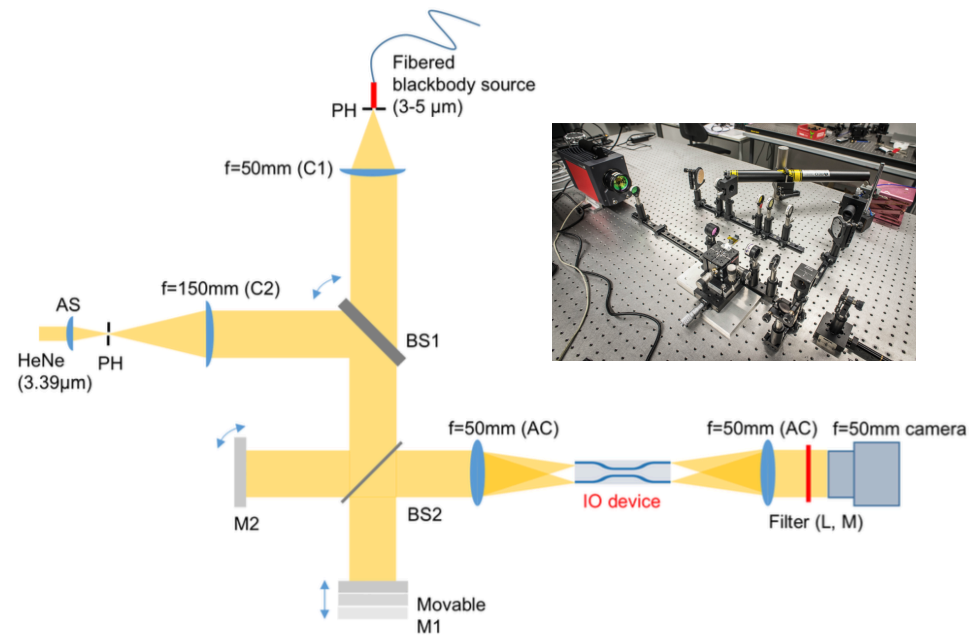 Fibered
blackbody source
(3-5 µm)
PH
f=50mm (C1)
f=150mm (C2)
AS
HeNe
(3.39µm)
PH
BS1
f=50mm (AC)
f=50mm (AC)
f=50mm camera
M2
BS2
IO device
Filter (L, M)
Movable
M1